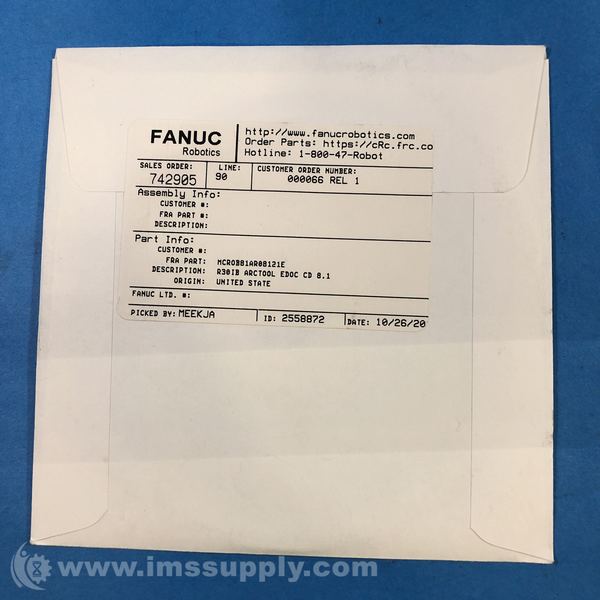 FANUC
Robotics
http://www.fanucrobotics.com
Order Parts: https://cRc.frc.co
Hotline: 1-800-47-Robot
SALES ORDER:
742905
LINE:
90
CUSTOMER ORDER NUMBER:
000066 REL 1
Assembly Info:
CUSTOMER #:
FRA PART #:
DESCRIPTION:
Part Info:
CUSTOMER #:
FRA PART: MCROB81AR08121E
DESCRIPTION: R30IB ARCTOOL EDOC CD 8.1
ORIGIN: UNITED STATE
FANUC LTD. #:
PICKED BY: MEEKJA
ID: 2558872
DATE: 10/26/20
www.imssupply.com